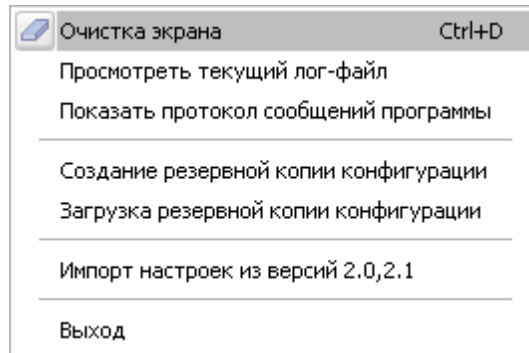 Очистка экрана Ctrl+D
Просмотреть текущий лог-файл
Показать протокол сообщений программы
Создание резервной копии конфигурации
Загрузка резервной копии конфигурации
Импорт настроек из версий 2.0,2.1
Выход